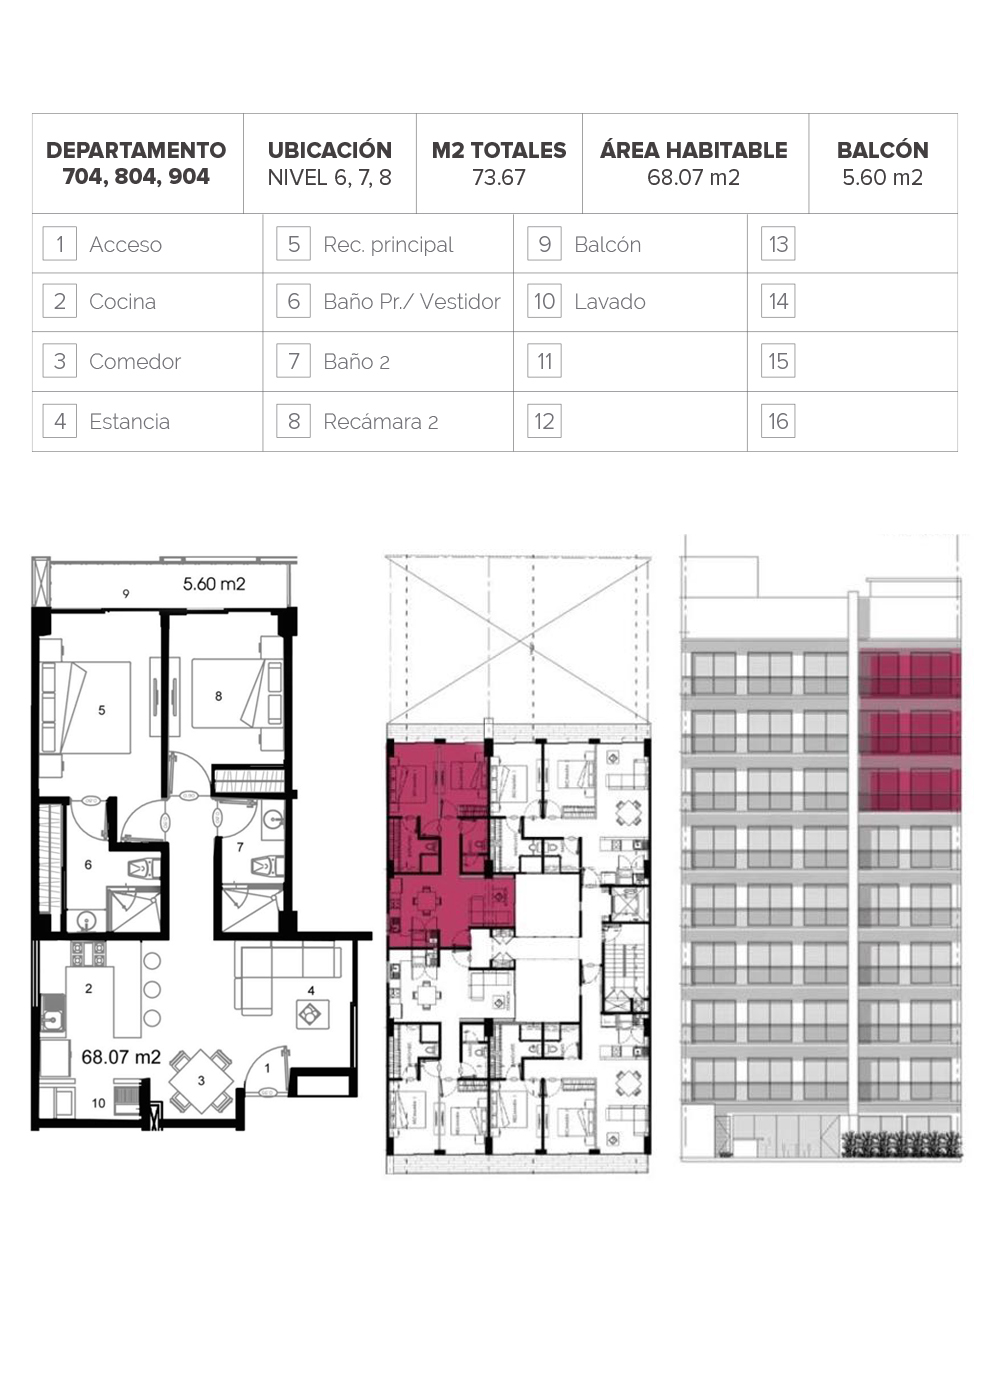 DEPARTAMENTO
704, 804, 904
UBICACIÓN
NIVEL 6, 7, 8
M2 TOTALES
73.67
ÁREA HABITABLE
68.07 m2
BALCÓN
5.60 m2
1 Acceso
5 Rec. principal
9 Balcón
13
2 Cocina
6 Baño Pr./ Vestidor
10 Lavado
14
3 Comedor
7 Baño 2
11
15
4 Estancia
8 Recámara 2
12
16
5.60 m2
9
5
8
6
7
2
4
68.07 m2
3
1
10